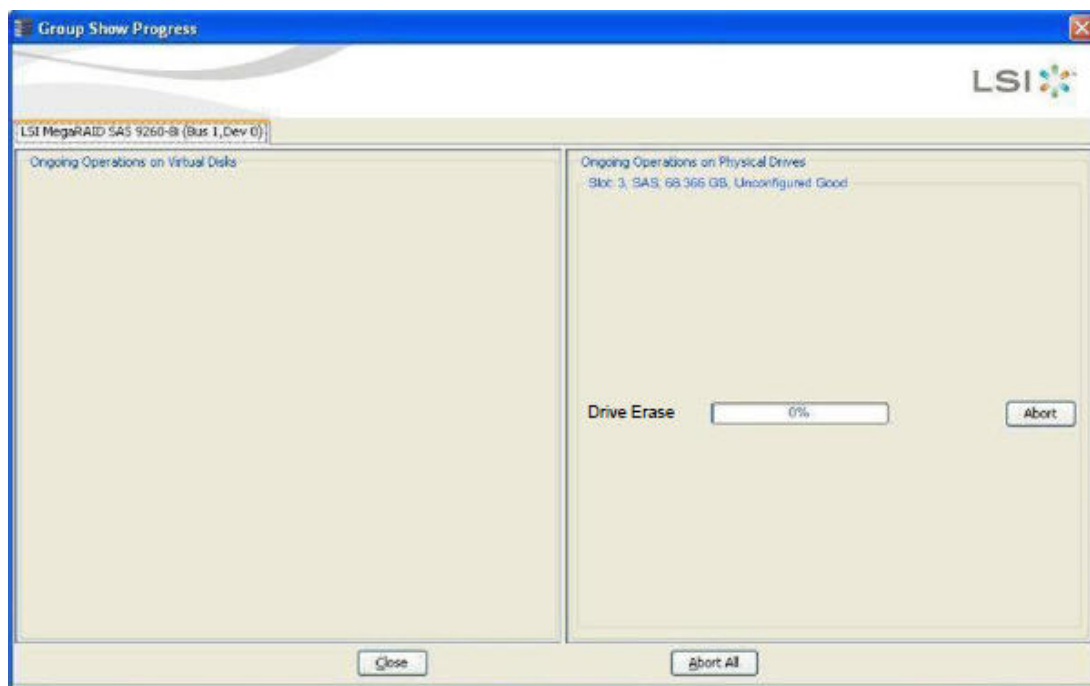 Group Show Progress
LSI
LSI MegaRAID SAS 9260-8i (Bus 1,Dev 0)
Ongoing Operations on Virtual Disks
Ongoing Operations on Physical Drives
Slot: 3, SAS, 68.366 GB, Unconfigured Good
Drive Erase
0%
Abort
Close
Abort All